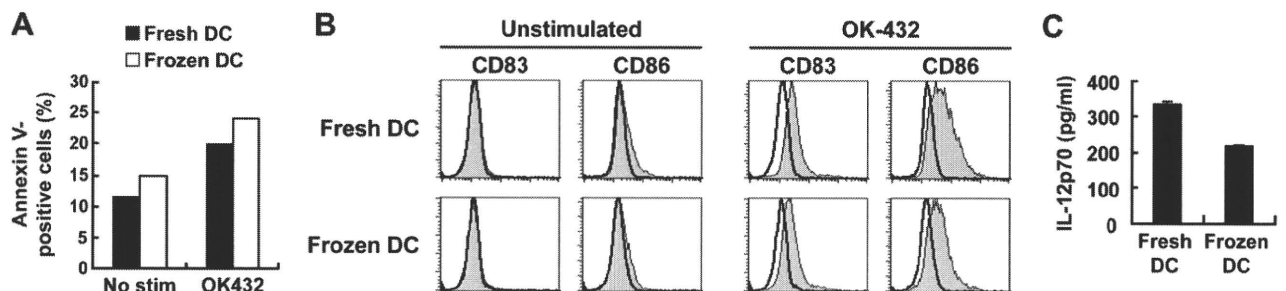 A
Fresh DC
Frozen DC
Annexin V-
positive cells (%)
30
25
20
15
10
5
0
No stim OK432
B
Unstimulated OK-432
CD83 CD86 CD83 CD86
Fresh DC
Frozen DC
C
IL-12p70 (pg/ml)
400
300
200
100
0
Fresh Frozen
DC DC